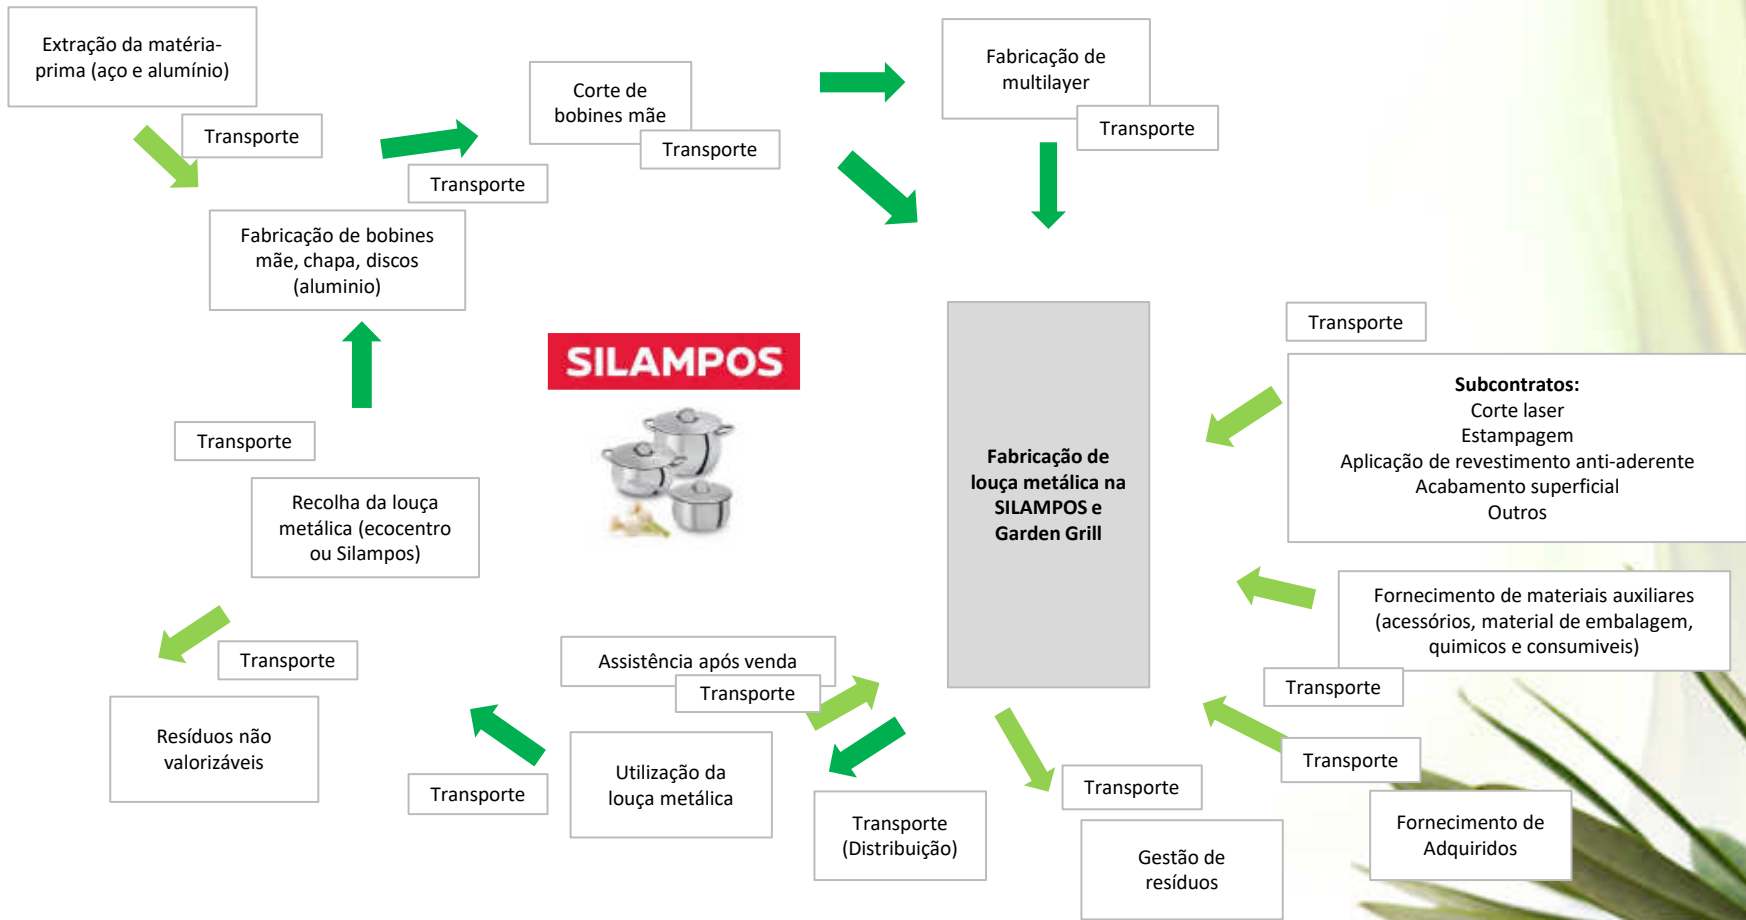 Extração da matéria-
prima (aço e alumínio)
Transporte
Transporte
Corte de
bobines mãe
Transporte
Fabricação de
multilayer
Transporte
Fabricação de bobines
mãe, chapa, discos
(aluminio)
SILAMPOS
Transporte
Recolha da louça
metálica (ecocentro
ou Silampos)
Transporte
Resíduos não
valorizáveis
Fabricação de
louça metálica na
SILAMPOS e
Garden Grill
Transporte
Subcontratos:
Corte laser
Estampagem
Aplicação de revestimento anti-aderente
Acabamento superficial
Outros
Fornecimento de materiais auxiliares
(acessórios, material de embalagem,
quimicos e consumiveis)
Transporte
Transporte
Fornecimento de
Adquiridos
Assistência após venda
Transporte
Utilização da
louça metálica
Transporte
Transporte
(Distribuição)
Transporte
Gestão de
resíduos